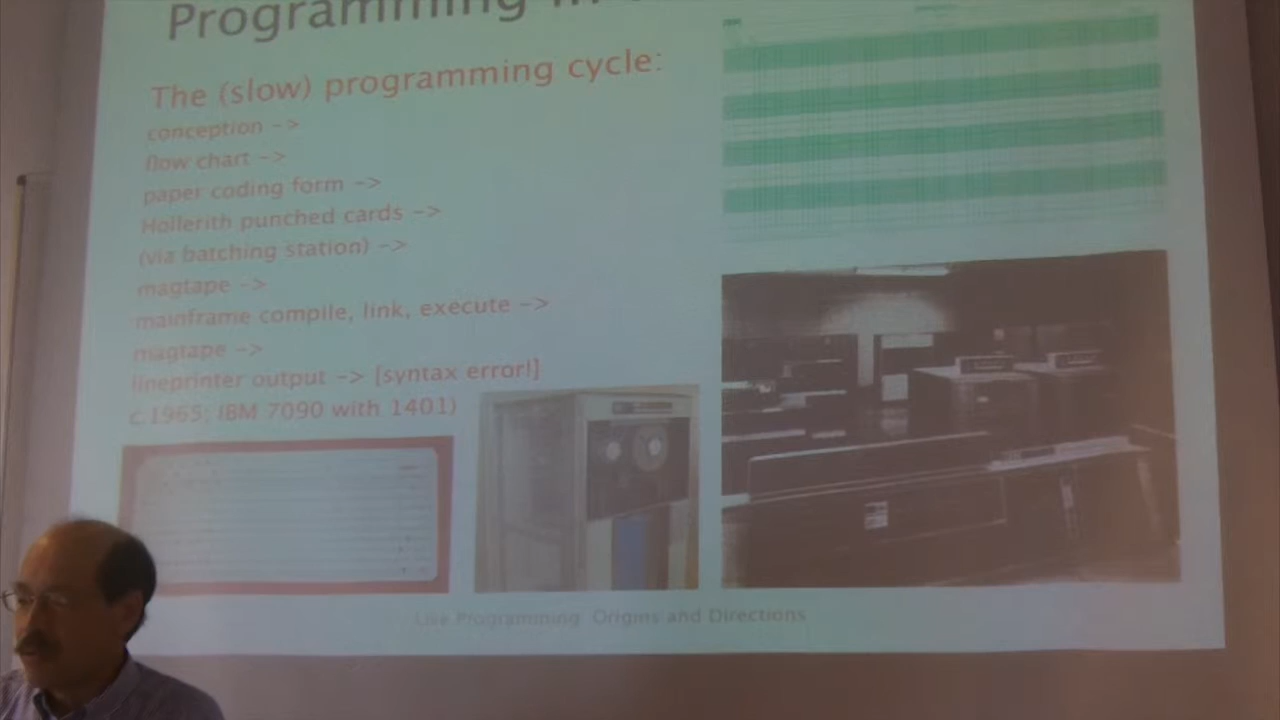 Programming in
The (slow) programming cycle:
conception ->
flow chart ->
paper coding form ->
Hollerith punched cards ->
(via batching station) ->
magtape ->
mainframe compile, link, execute ->
magtape ->
lineprinter output -> [syntax error!]
c.1965; IBM 7090 with 1401)
Live Programming Origins and Directions